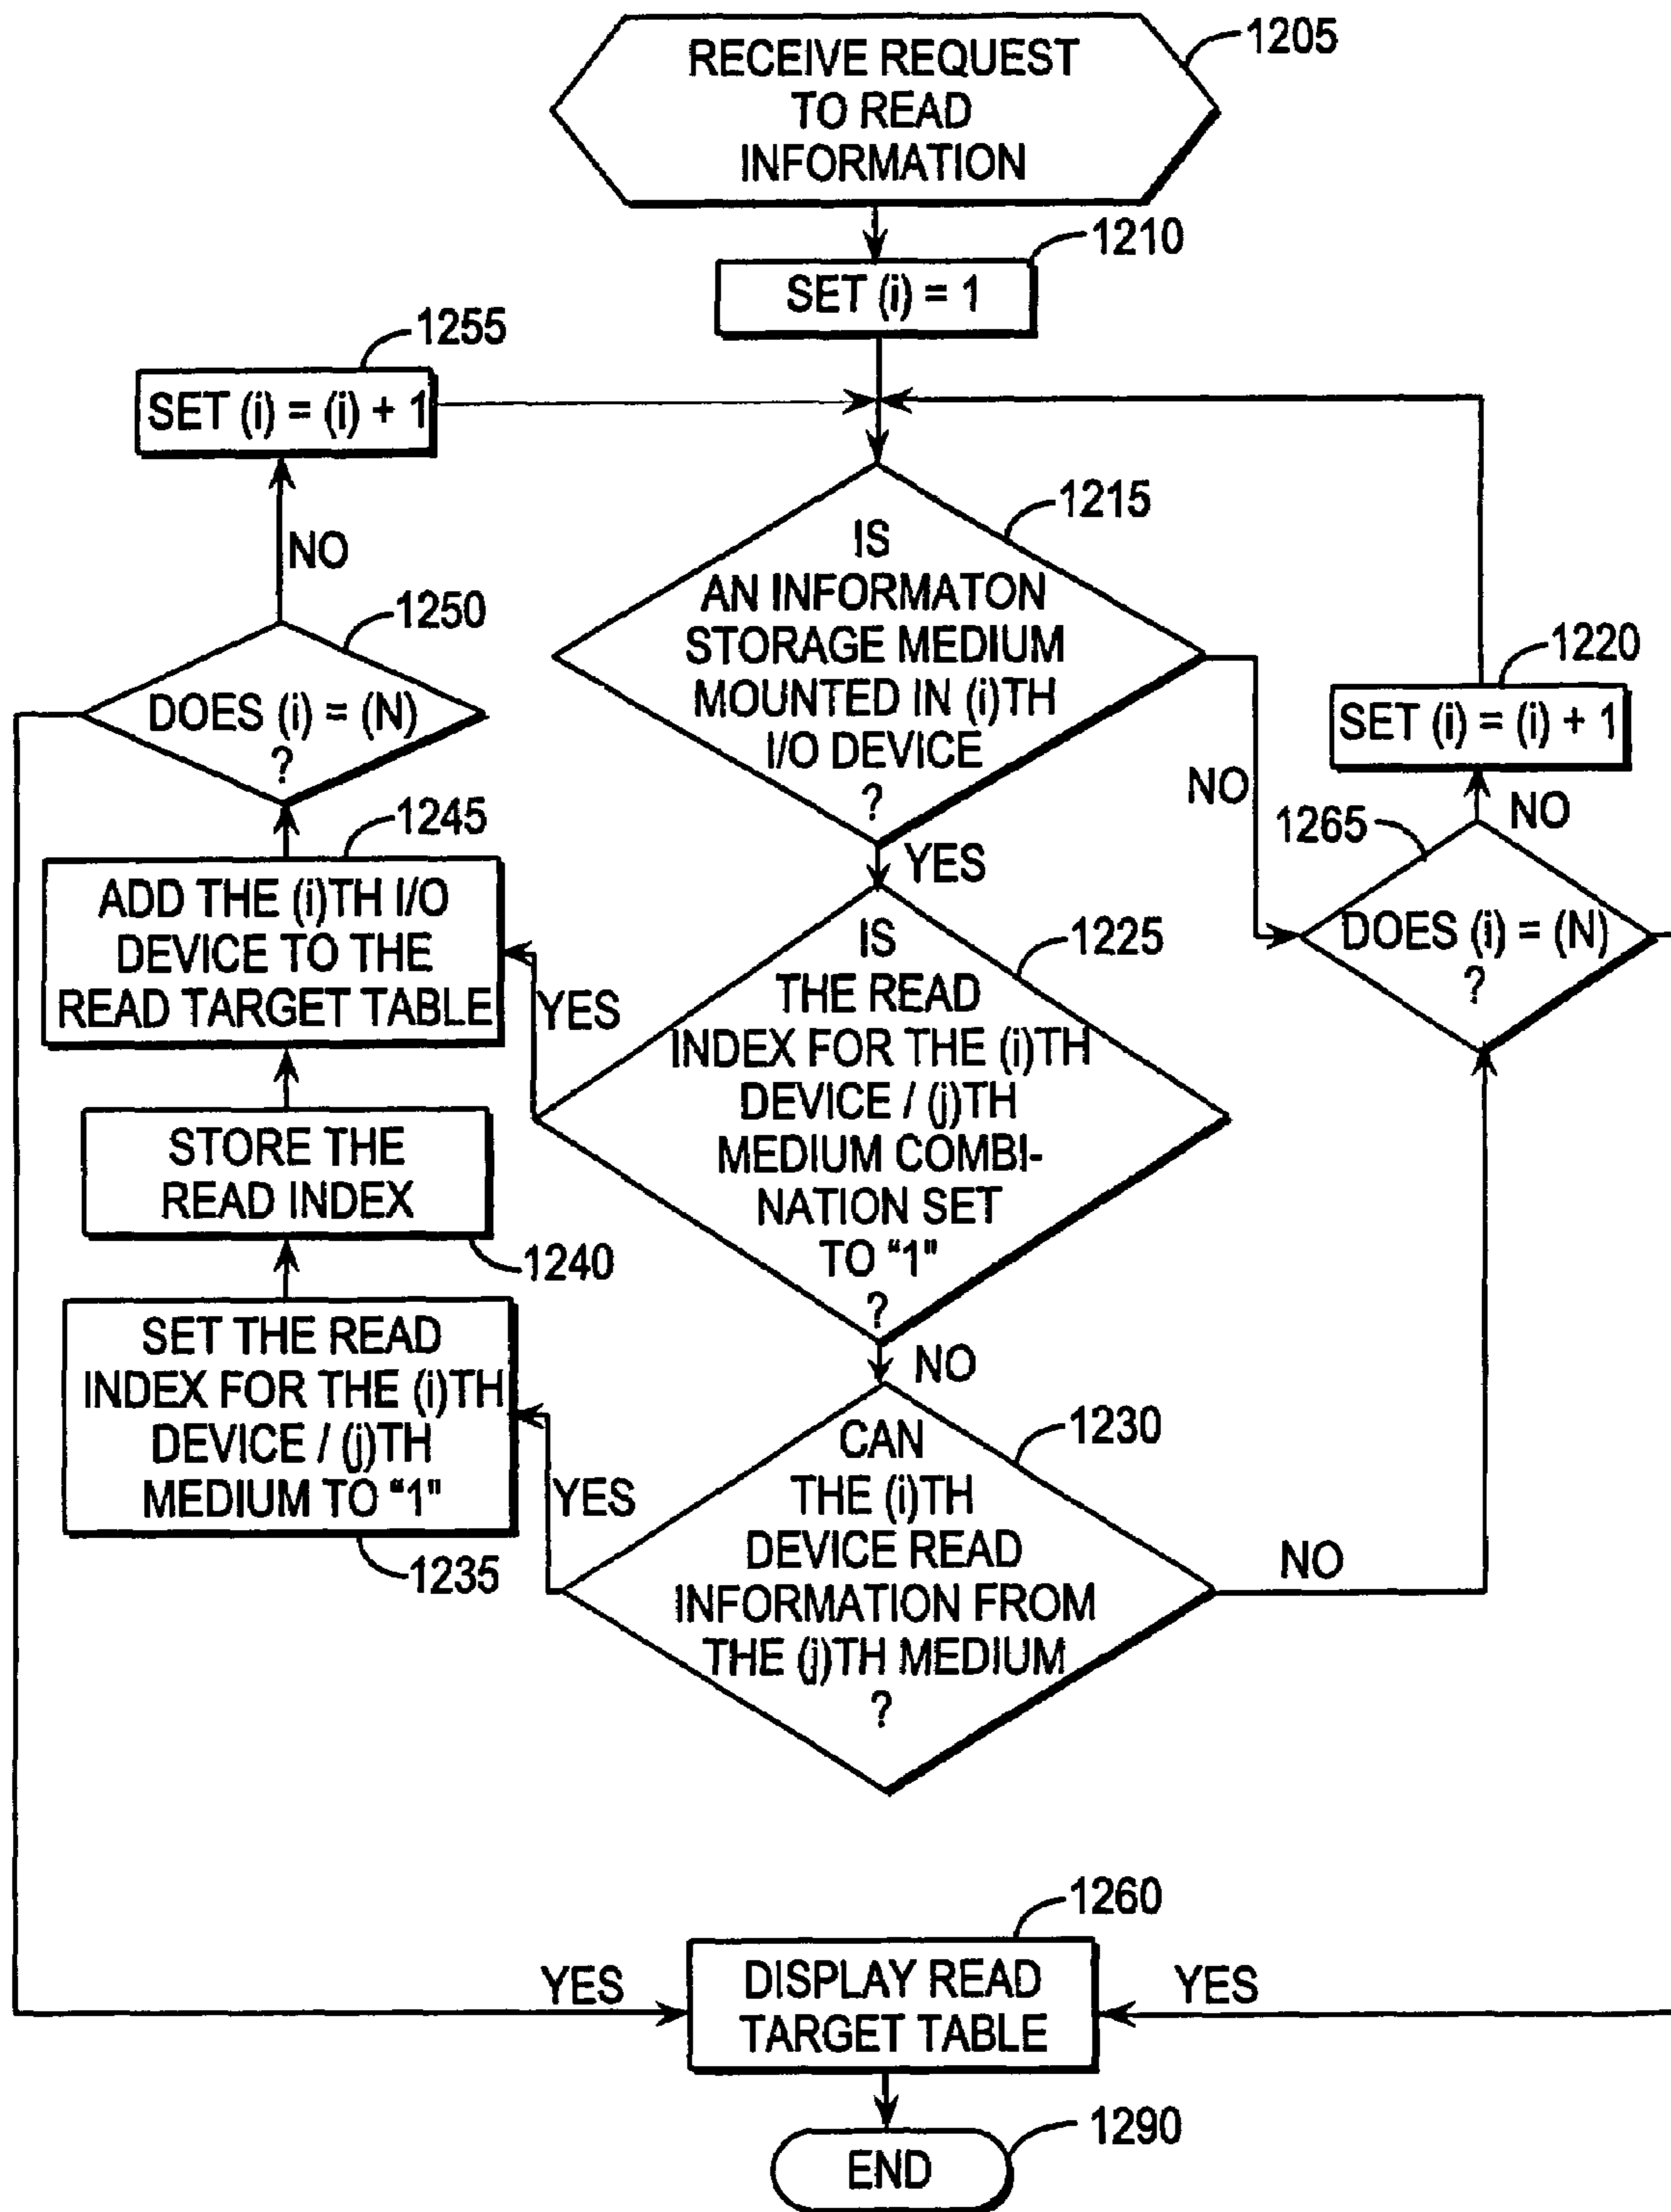 RECEIVE REQUEST
TO READ
INFORMATION
1205
SET (i) = 1
1210
1255
SET (i) = (i) + 1
NO
1250
DOES (i) = (N)
?
IS
AN INFORMATON
STORAGE MEDIUM
MOUNTED IN (i)TH
I/O DEVICE
?
1215
NO
YES
1220
SET (i) = (i) + 1
NO
1265
DOES (i) = (N)
?
1245
ADD THE (i)TH I/O
DEVICE TO THE
READ TARGET TABLE
YES
IS
THE READ
INDEX FOR THE (i)TH
DEVICE / (j)TH
MEDIUM COMBI-
NATION SET
TO “1"
?
1225
NO
STORE THE
READ INDEX
1240
SET THE READ
INDEX FOR THE (i)TH
DEVICE / (j)TH
MEDIUM TO “1"
1235
YES
CAN
THE (i)TH
DEVICE READ
INFORMATION FROM
THE (j)TH MEDIUM
?
1230
NO
YES
DISPLAY READ
TARGET TABLE
1260
YES
END
1290